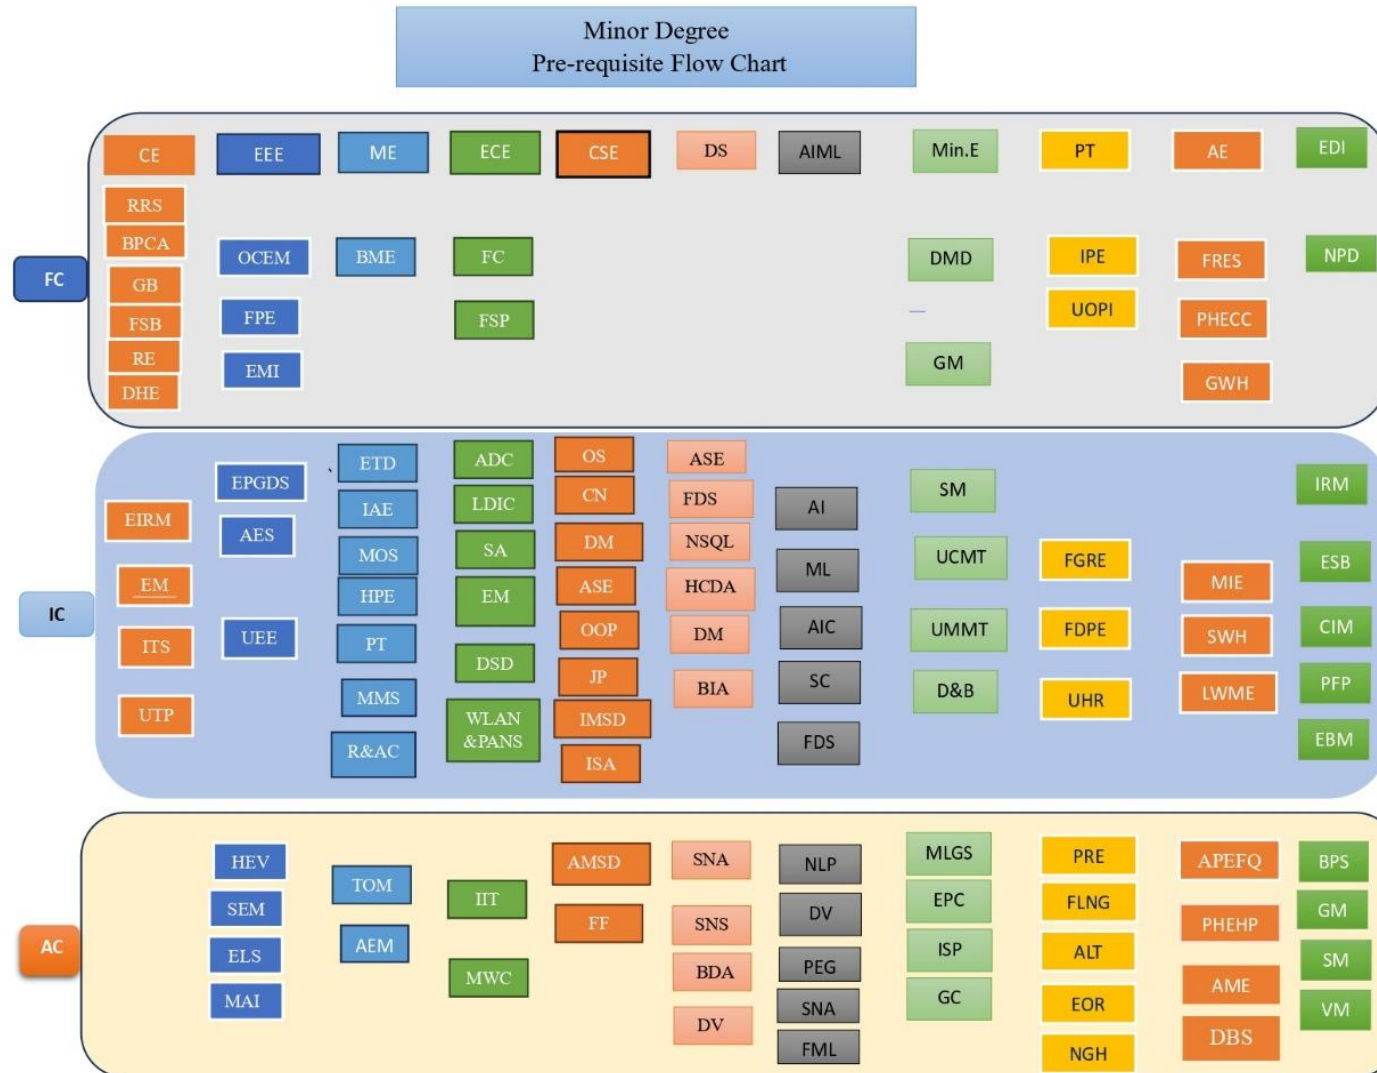 Minor Degree
Pre-requisite Flow Chart
CE EEE ME ECE CSE DS AIML Min.E PT AE EDI
RRS
BPCA OCEM BME FC DMD IPE FRES NPD
FC
GB
FSB FPE FSP UOPI PHECC
RE EMI GM
DHE GWH
ETD ADC OS ASE
EPGDS CN FDS SM IRM
EIRM IAE LDIC AI
AES MOS SA DM NSQL UCMT FGRE ESB
EM HPE EM ASE HCDA ML MIE
IC
ITS UEE PT OOP DM AIC UMMT FDPE SWH CIM
DSD JP BIA SC D&B UHR LWME PFP
UTP MMS WLAN
&PANS IMSD
R&AC ISA FDS EBM
HEV AMSD SNA NLP MLGS PRE APEFQ BPS
TOM IIT
SEM FF SNS DV EPC FLNG PHEHP GM
AC
ELS AEM MWC BDA PEG ISP ALT SM
MAI DV SNA GC EOR AME VM
FML NGH DBS